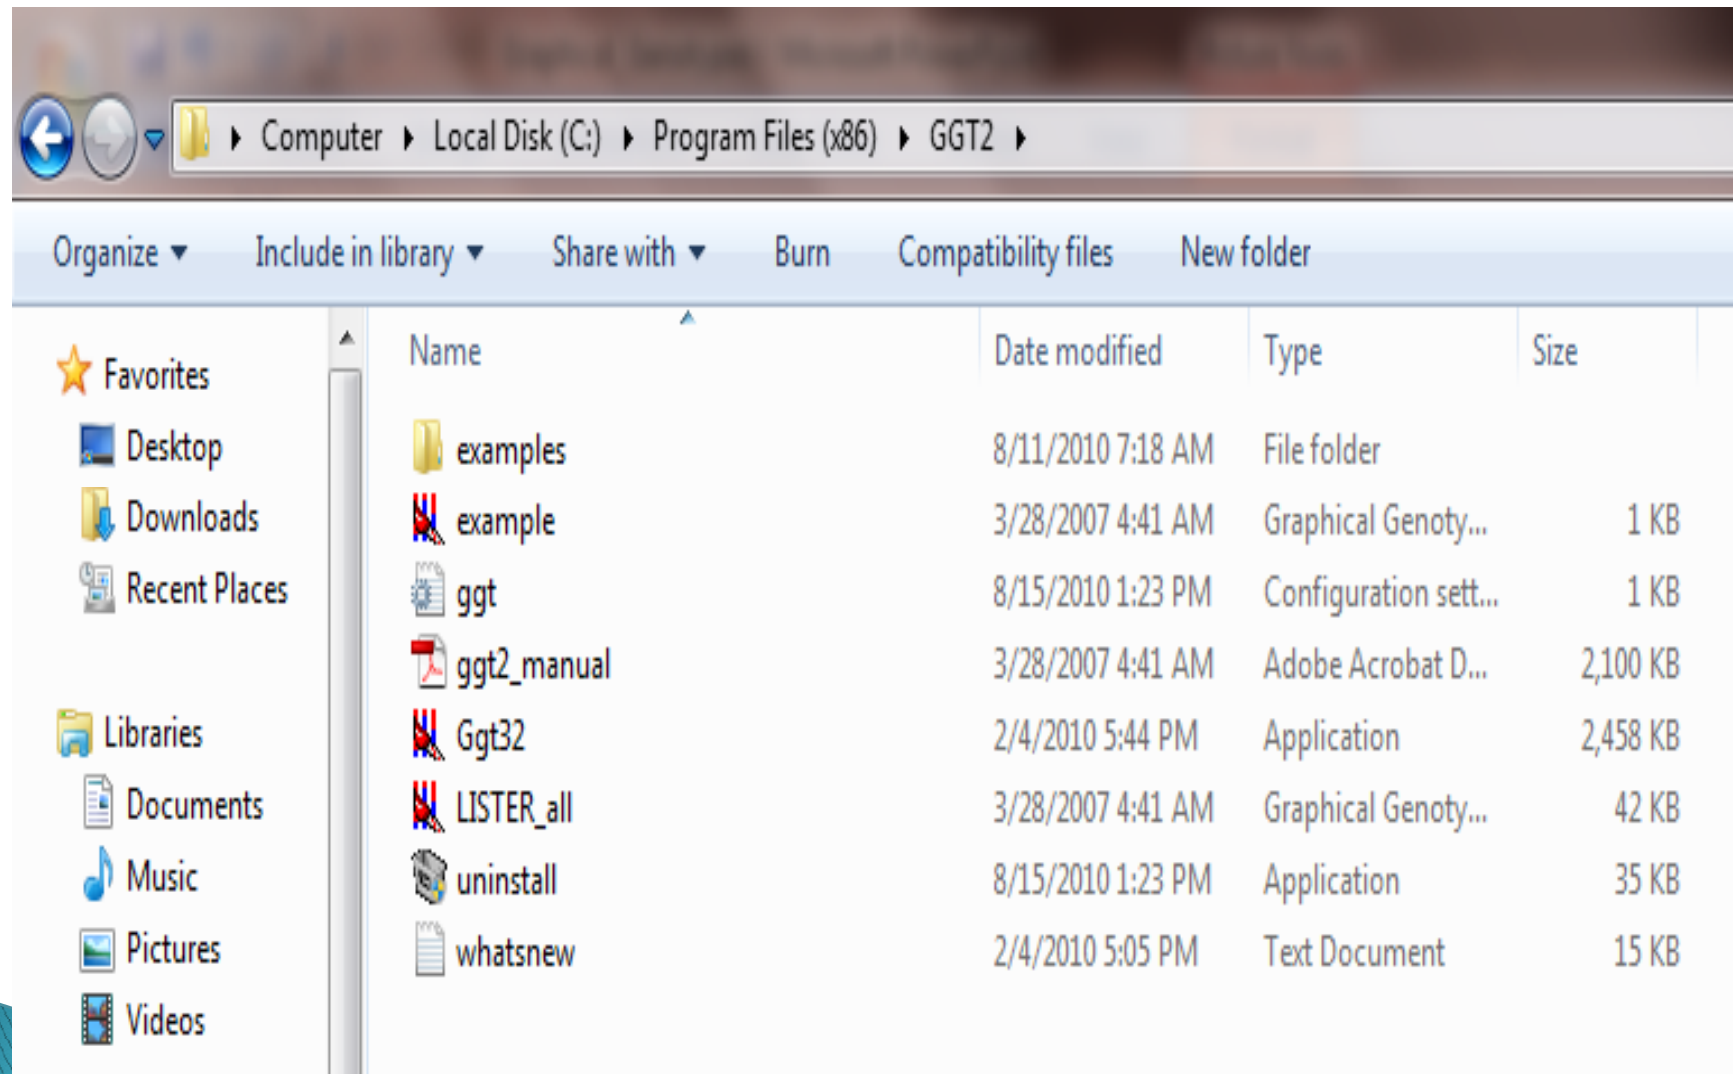 Computer Local Disk (C:) Program Files (x86) GGT2
Organize Include in library Share with Burn Compatibility files New folder
Name Date modified Type Size
Favorites
Desktop
Downloads
Recent Places
Libraries
Documents
Music
Pictures
Videos
examples 8/11/2010 7:18 AM File folder
example 3/28/2007 4:41 AM Graphical Genoty... 1 KB
ggt 8/15/2010 1:23 PM Configuration sett... 1 KB
ggt2_manual 3/28/2007 4:41 AM Adobe Acrobat D... 2,100 KB
Ggt32 2/4/2010 5:44 PM Application 2,458 KB
LISTER_all 3/28/2007 4:41 AM Graphical Genoty... 42 KB
uninstall 8/15/2010 1:23 PM Application 35 KB
whatsnew 2/4/2010 5:05 PM Text Document 15 KB